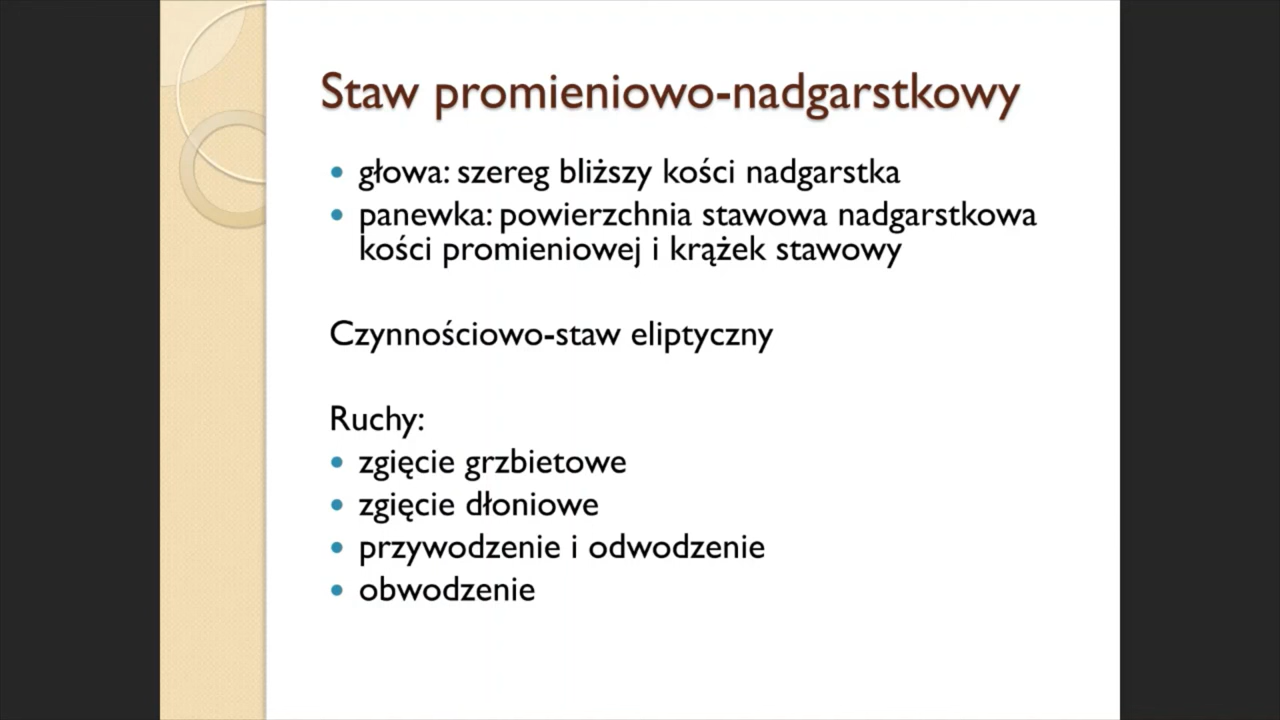 Staw promieniowo-nadgarstkowy
• głowa: szereg bliższy kości nadgarstka
• panewka: powierzchnia stawowa nadgarstkowa
kości promieniowej i krążek stawowy
Czynnościowo-staw eliptyczny
Ruchy:
• zgięcie grzbietowe
• zgięcie dłoniowe
• przywodzenie i odwodzenie
• obwodzenie